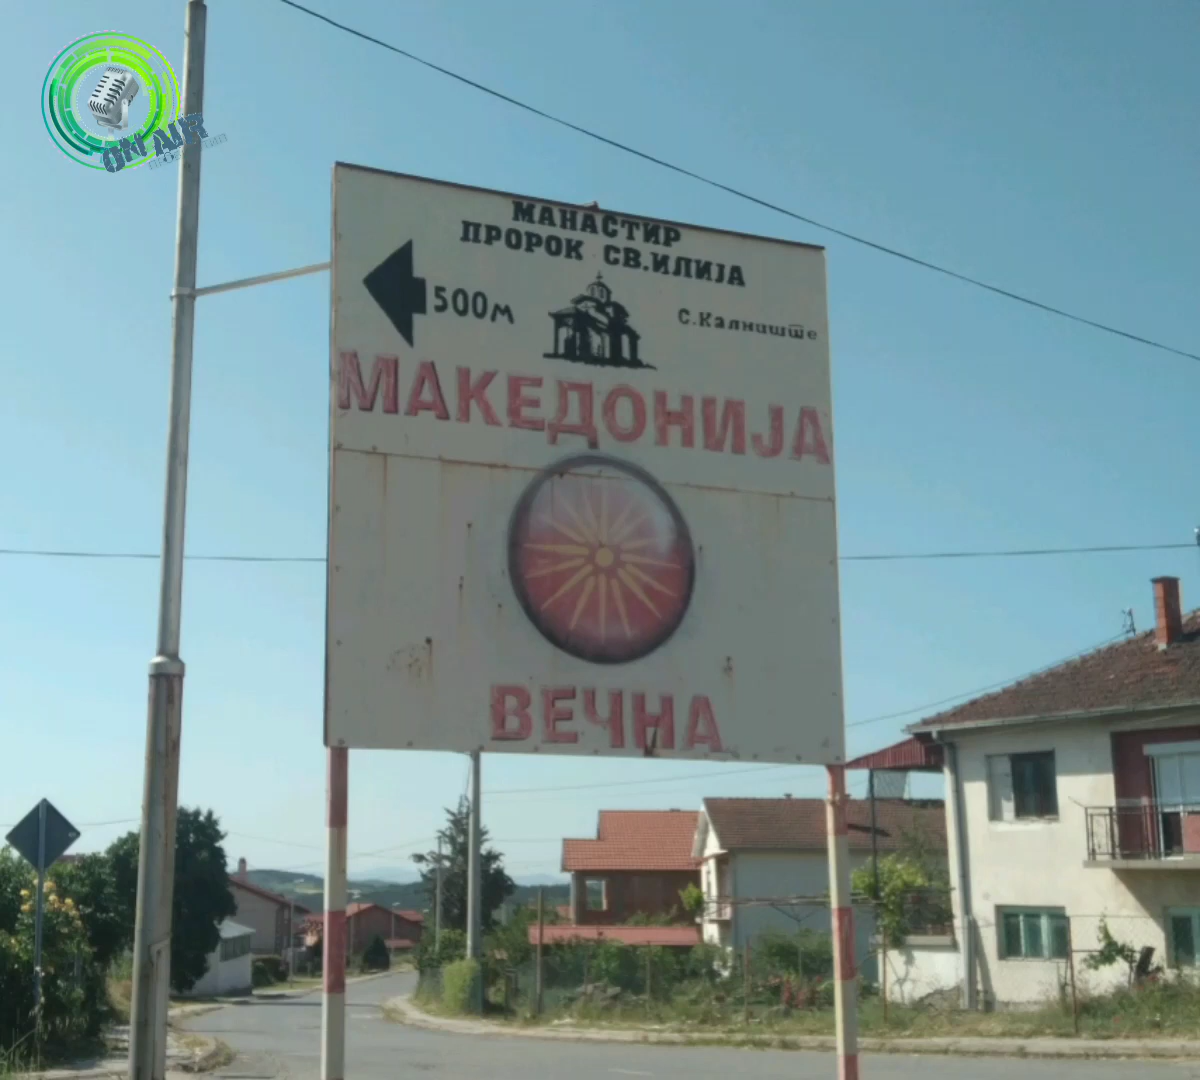 ON AIR
МАНАСТИР
ПРОРОК СВ.ИЛИЈА
500м
С.Калниште
МАКЕДОНИЈА
ВЕЧНА